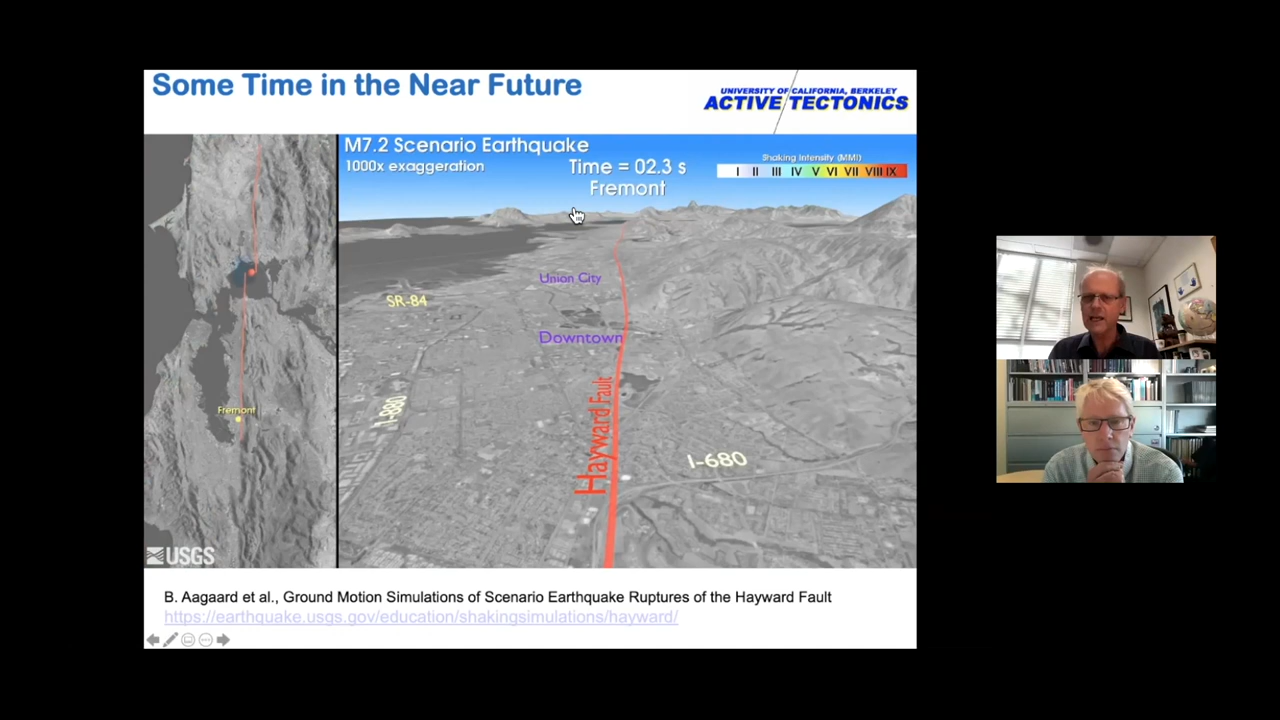 Some Time in the Near Future
UNIVERSITY OF CALIFORNIA, BERKELEY
ACTIVE TECTONICS
M7.2 Scenario Earthquake
1000x exaggeration
Time = 02.3 s
Fremont
Shaking Intensity (MMI)
I II III IV V VI VII VIII IX
Union City
SR-84
Downtown
Hayward Fault
I-880
I-680
Fremont
USGS
B. Aagaard et al., Ground Motion Simulations of Scenario Earthquake Ruptures of the Hayward Fault
https://earthquake.usgs.gov/education/shakingsimulations/hayward/